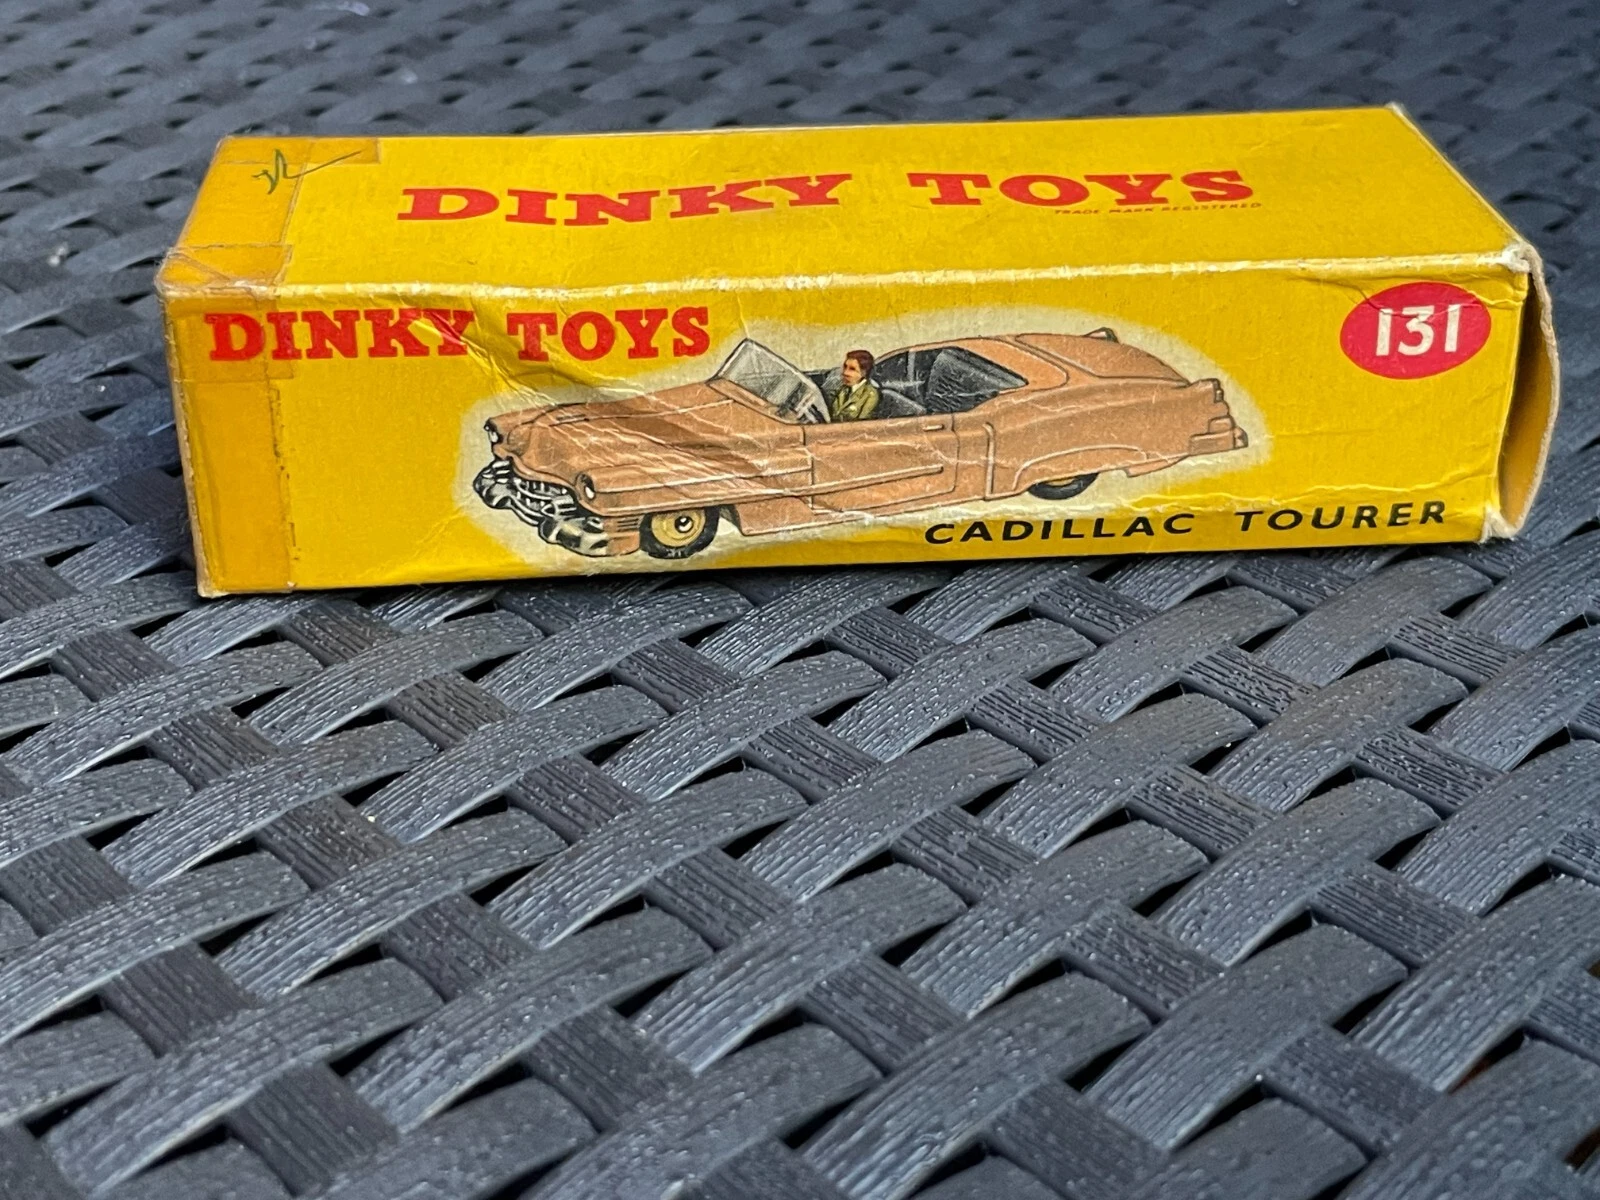 DINKY TOYS
TRADE MARK REGISTERED
DINKY TOYS
131
CADILLAC TOURER